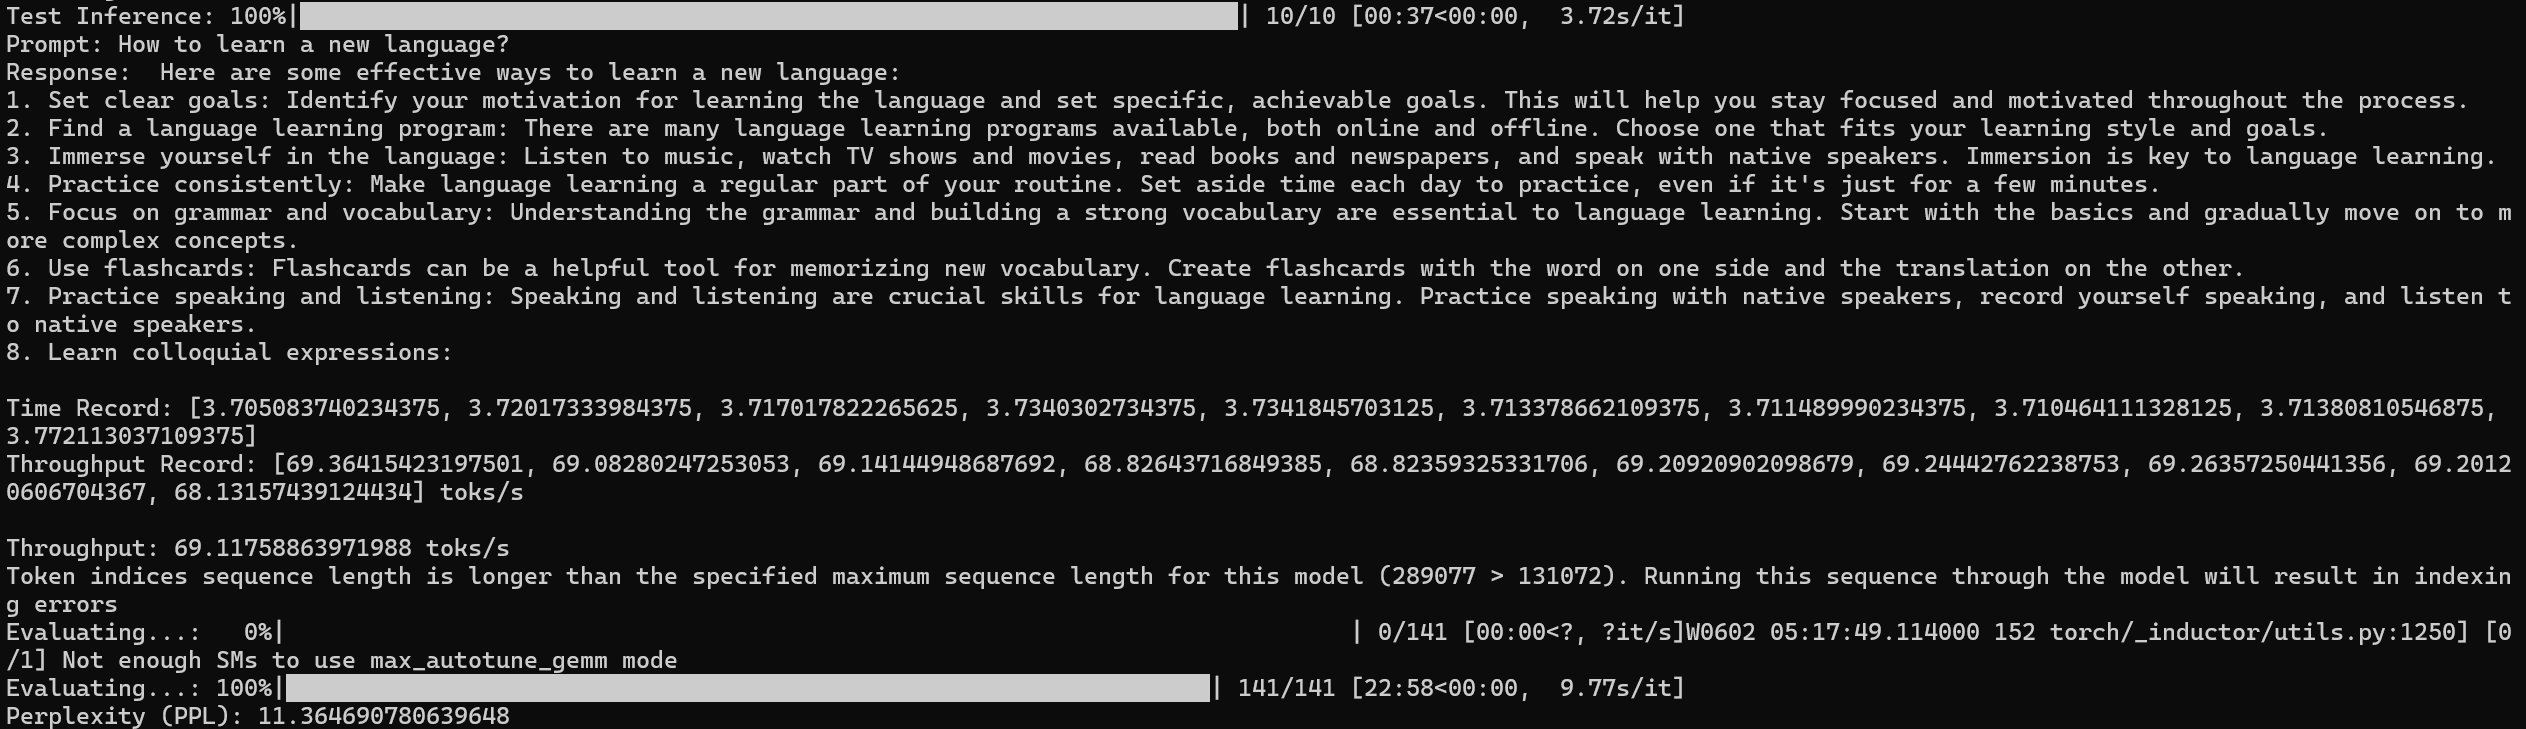 Test Inference: 100%|██████████| 10/10 [00:37<00:00,  3.72s/it]
Prompt: How to learn a new language?
Response:  Here are some effective ways to learn a new language:
1. Set clear goals: Identify your motivation for learning the language and set specific, achievable goals. This will help you stay focused and motivated throughout the process.
2. Find a language learning program: There are many language learning programs available, both online and offline. Choose one that fits your learning style and goals.
3. Immerse yourself in the language: Listen to music, watch TV shows and movies, read books and newspapers, and speak with native speakers. Immersion is key to language learning.
4. Practice consistently: Make language learning a regular part of your routine. Set aside time each day to practice, even if it's just for a few minutes.
5. Focus on grammar and vocabulary: Understanding the grammar and building a strong vocabulary are essential to language learning. Start with the basics and gradually move on to m
ore complex concepts.
6. Use flashcards: Flashcards can be a helpful tool for memorizing new vocabulary. Create flashcards with the word on one side and the translation on the other.
7. Practice speaking and listening: Speaking and listening are crucial skills for language learning. Practice speaking with native speakers, record yourself speaking, and listen t
o native speakers.
8. Learn colloquial expressions:

Time Record: [3.705083740234375, 3.72017333984375, 3.717017822265625, 3.7340302734375, 3.7341845703125, 3.713378662109375, 3.711489990234375, 3.710464111328125, 3.71380810546875,
3.772113037109375]
Throughput Record: [69.36415423197501, 69.08280247253053, 69.14144948687692, 68.82643716849385, 68.82359325331706, 69.20920902098679, 69.24442762238753, 69.26357250441356, 69.2012
0606704367, 68.13157439124434] toks/s

Throughput: 69.11758863971988 toks/s
Token indices sequence length is longer than the specified maximum sequence length for this model (289077 > 131072). Running this sequence through the model will result in indexin
g errors
Evaluating...:   0%|          | 0/141 [00:00<?, ?it/s]W0602 05:17:49.114000 152 torch/_inductor/utils.py:1250] [0
/1] Not enough SMs to use max_autotune_gemm mode
Evaluating...: 100%|██████████| 141/141 [22:58<00:00,  9.77s/it]
Perplexity (PPL): 11.364690780639648